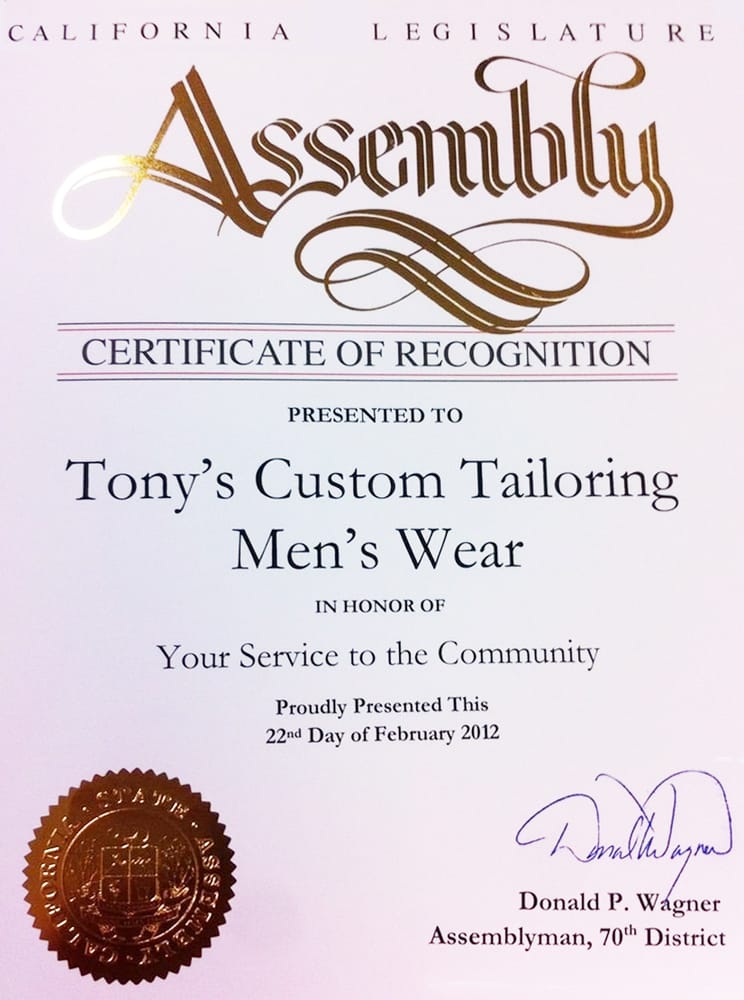 CALIFORNIA LEGISLATURE
Assembly
CERTIFICATE OF RECOGNITION
PRESENTED TO
Tony’s Custom Tailoring
Men’s Wear
IN HONOR OF
Your Service to the Community
Proudly Presented This
22nd Day of February 2012
CALIFORNIA · STATE · ASSEMBLY ·
Donald Wagner
Donald P. Wagner
Assemblyman, 70th District